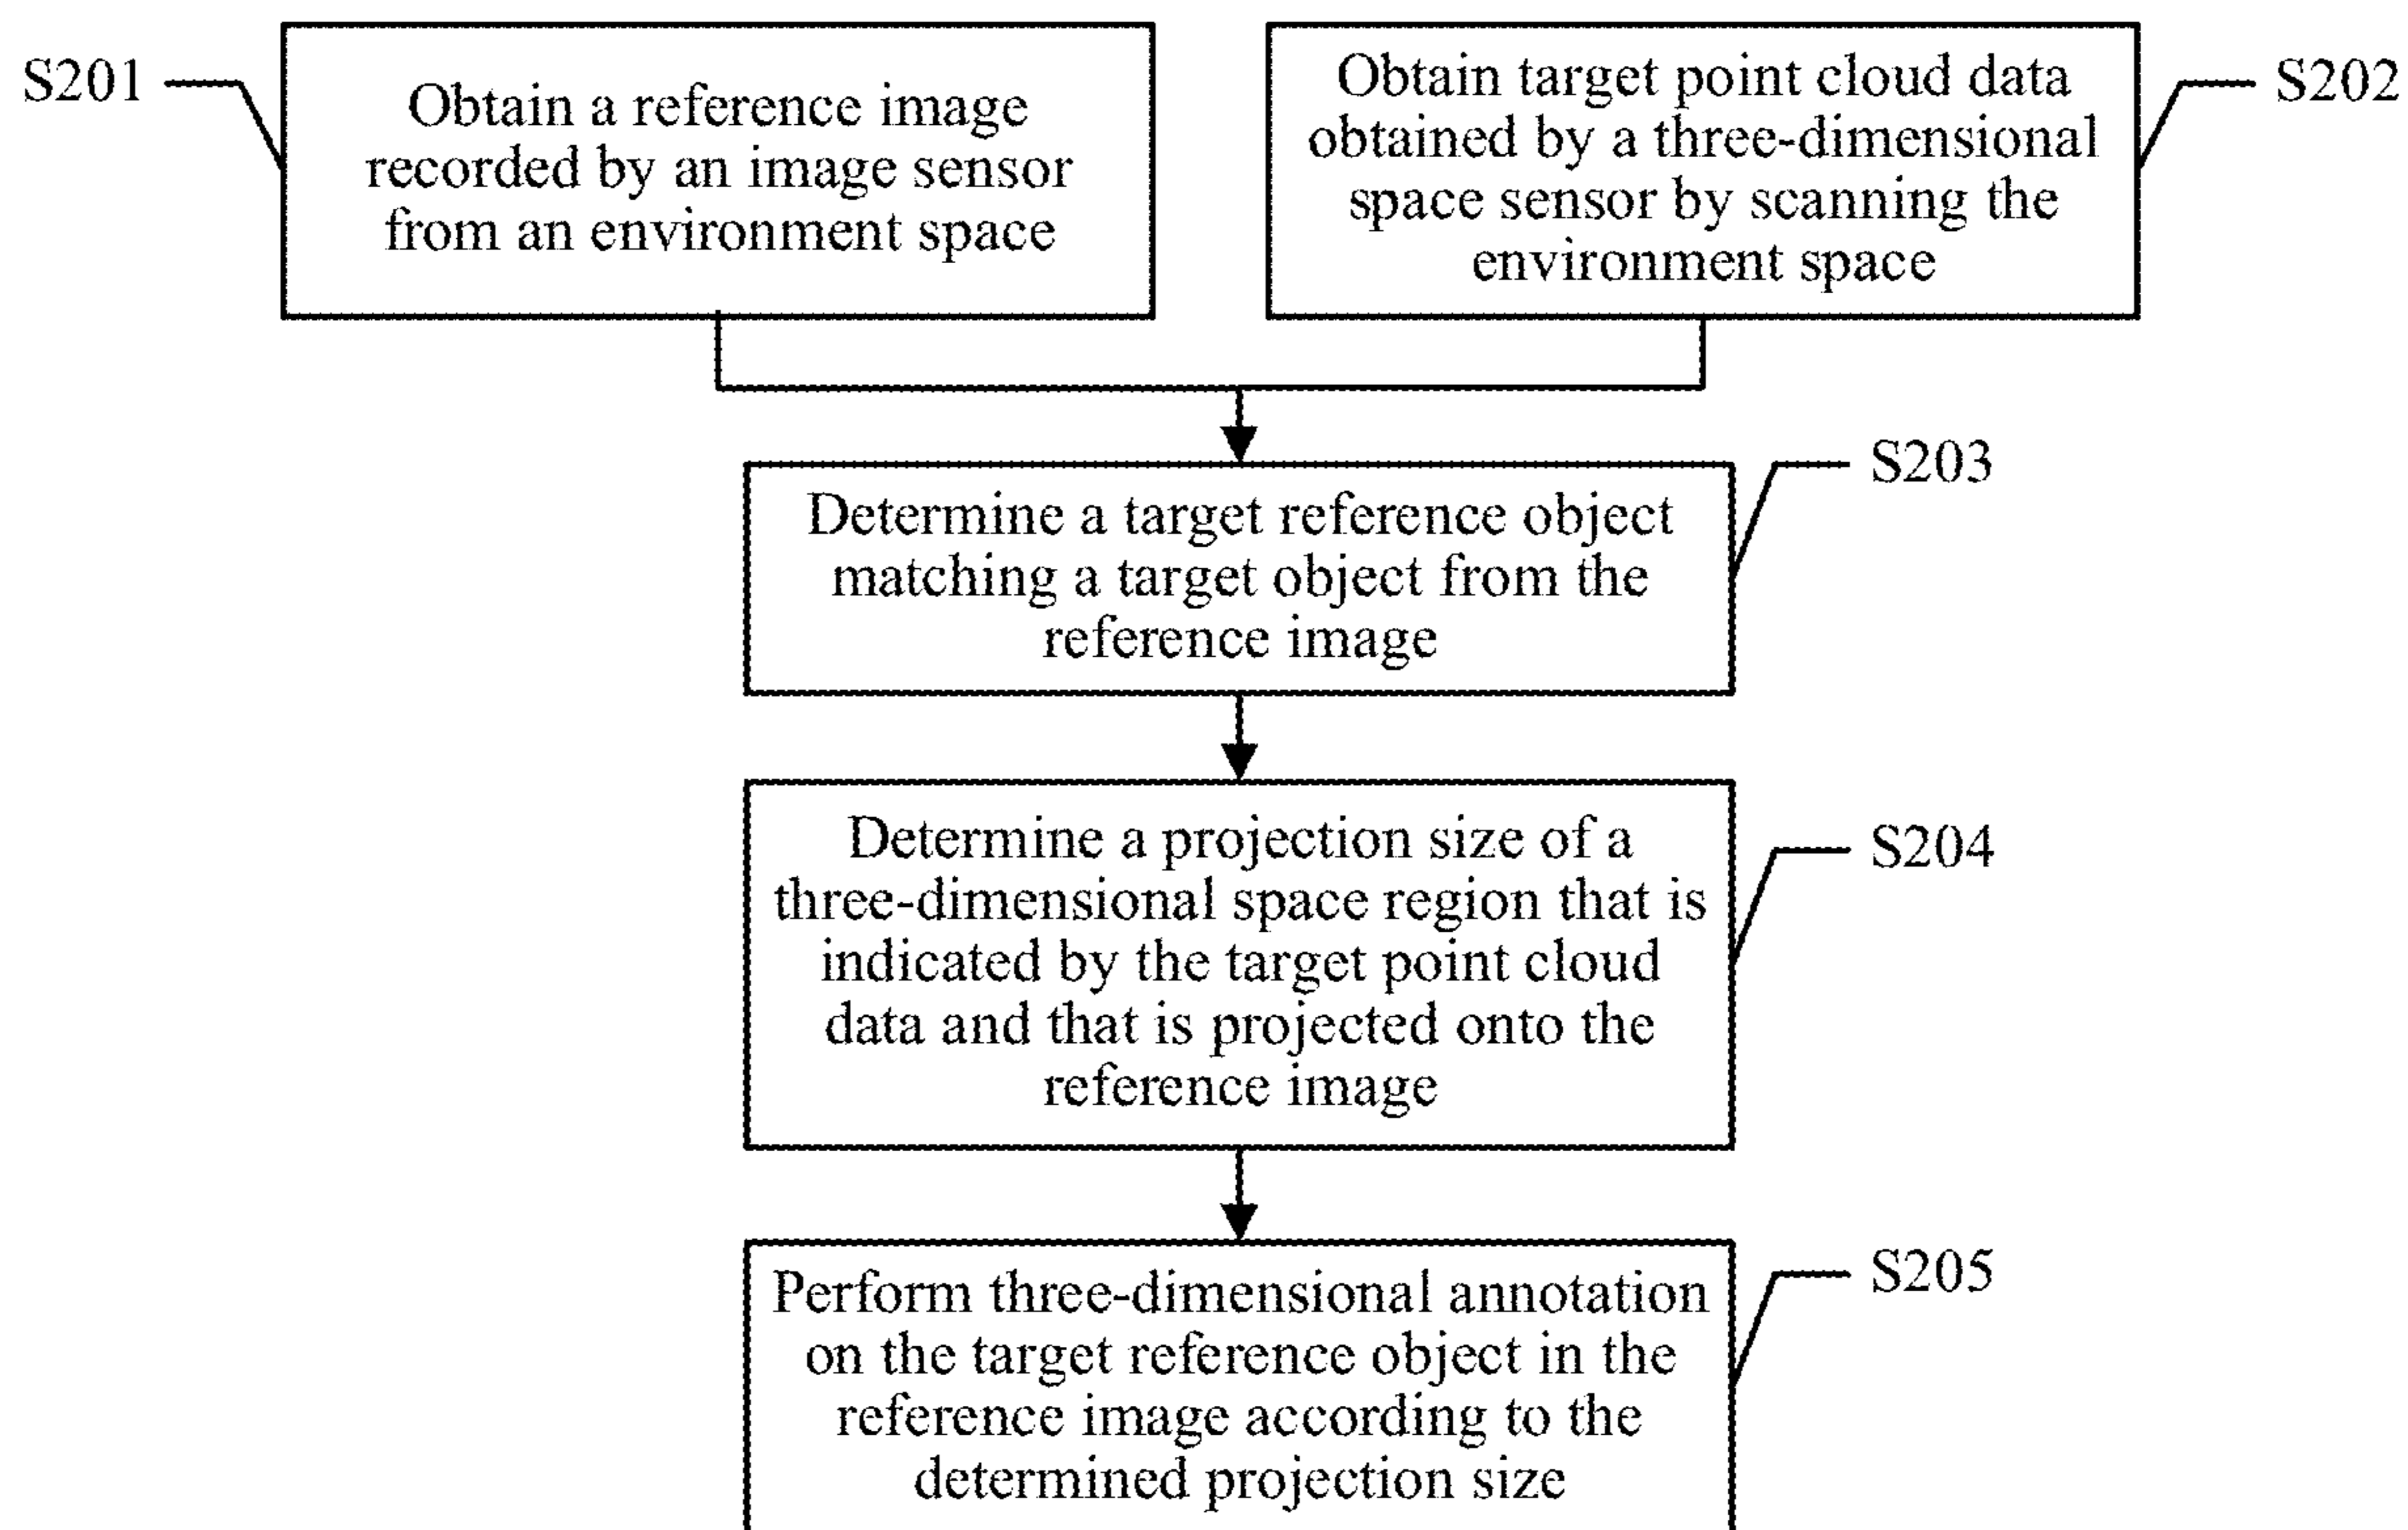 S201
Obtain a reference image
recorded by an image sensor
from an environment space
Obtain target point cloud data
obtained by a three-dimensional
space sensor by scanning the
environment space
S202
Determine a target reference object
matching a target object from the
reference image
S203
Determine a projection size of a
three-dimensional space region that is
indicated by the target point cloud
data and that is projected onto the
reference image
S204
Perform three-dimensional annotation
on the target reference object in the
reference image according to the
determined projection size
S205